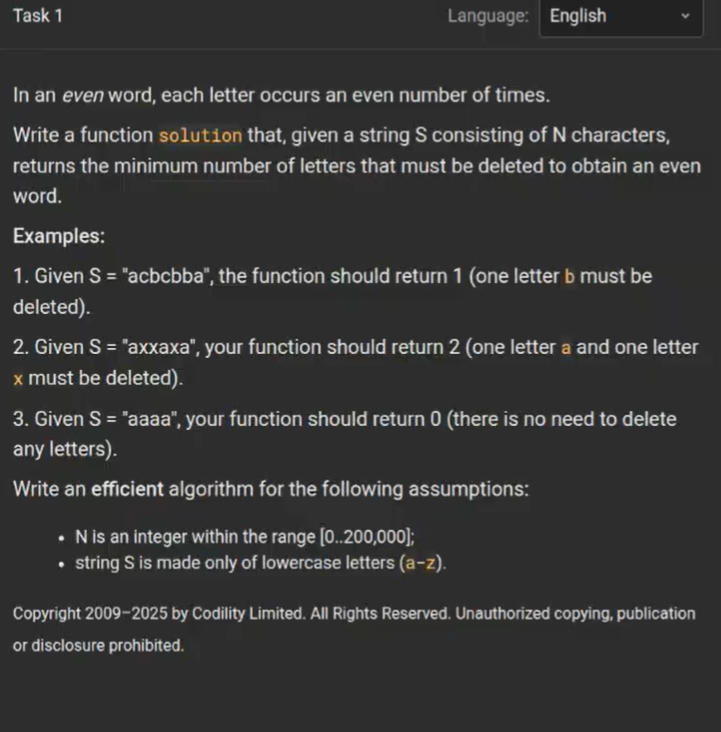 Task 1
Language: English
In an even word, each letter occurs an even number of times.
Write a function solution that, given a string S consisting of N characters,
returns the minimum number of letters that must be deleted to obtain an even
word.
Examples:
1. Given S = "acbcbba", the function should return 1 (one letter b must be
deleted).
2. Given S = "axxaxa", your function should return 2 (one letter a and one letter
x must be deleted).
3. Given S = "aaaa", your function should return 0 (there is no need to delete
any letters).
Write an efficient algorithm for the following assumptions:
• N is an integer within the range [0..200,000];
• string S is made only of lowercase letters (a-z).
Copyright 2009–2025 by Codility Limited. All Rights Reserved. Unauthorized copying, publication
or disclosure prohibited.